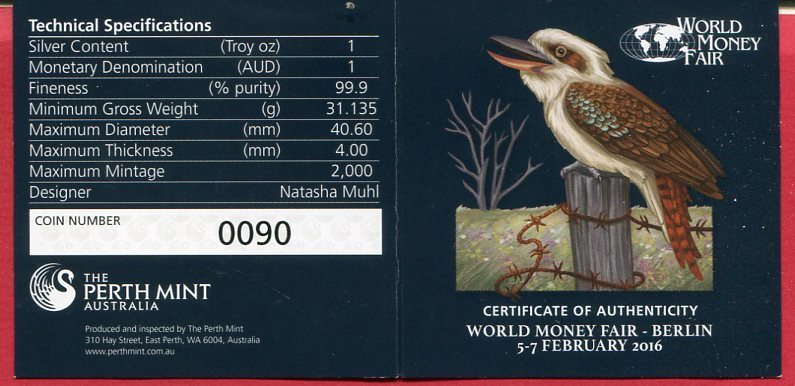 Technical Specifications
Silver Content (Troy oz) 1
Monetary Denomination (AUD) 1
Fineness (% purity) 99.9
Minimum Gross Weight (g) 31.135
Maximum Diameter (mm) 40.60
Maximum Thickness (mm) 4.00
Maximum Mintage 2,000
Designer Natasha Muhl
COIN NUMBER
0090
THE
PERTH MINT
AUSTRALIA
Produced and inspected by The Perth Mint
310 Hay Street, East Perth, WA 6004, Australia
www.perthmint.com.au
WORLD
MONEY
FAIR
CERTIFICATE OF AUTHENTICITY
WORLD MONEY FAIR - BERLIN
5-7 FEBRUARY 2016